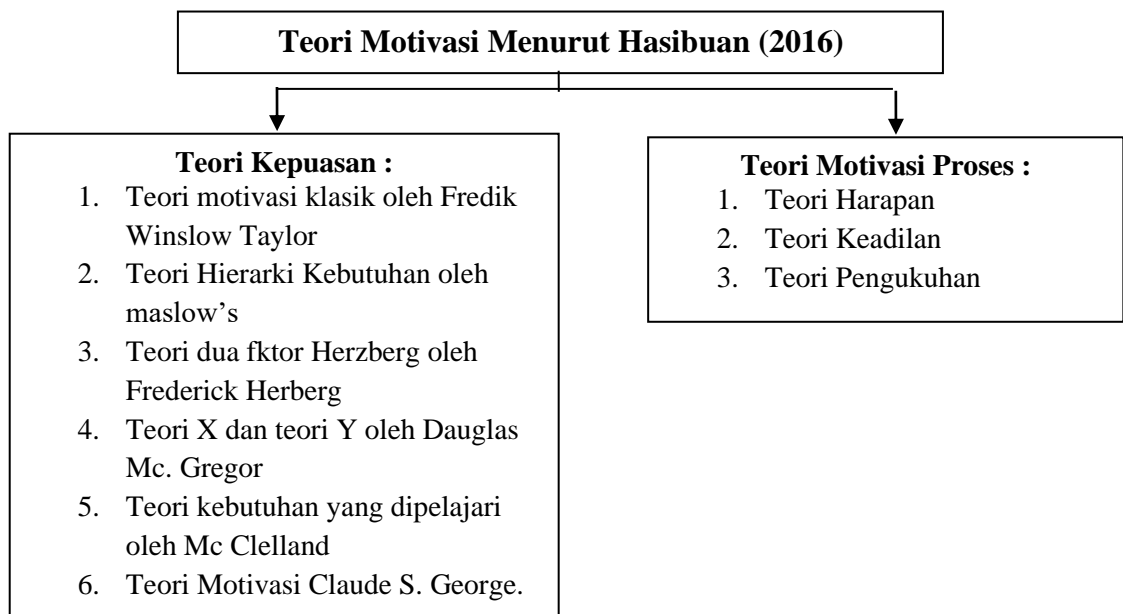 Teori Motivasi Menurut Hasibuan (2016)
Teori Kepuasan :
1. Teori motivasi klasik oleh Fredik
Winslow Taylor
2. Teori Hierarki Kebutuhan oleh
maslow’s
3. Teori dua fktor Herzberg oleh
Frederick Herberg
4. Teori X dan teori Y oleh Dauglas
Mc. Gregor
5. Teori kebutuhan yang dipelajari
oleh Mc Clelland
6. Teori Motivasi Claude S. George.
Teori Motivasi Proses :
1. Teori Harapan
2. Teori Keadilan
3. Teori Pengukuhan